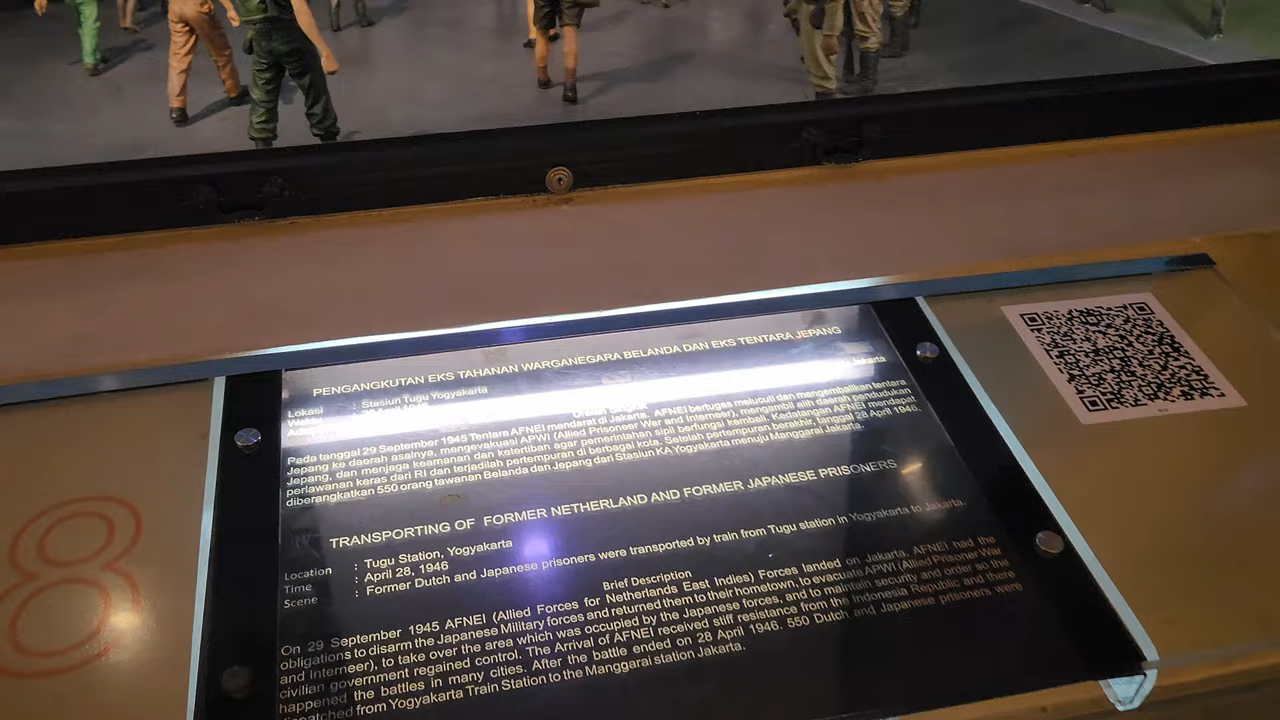 PENGANGKUTAN EKS TAHANAN WARGANEGARA BELANDA DAN EKS TENTARA JEPANG
Lokasi : Stasiun Tugu Yogyakarta
Jakarta
Pada tanggal 29 September 1945 Tentara AFNEI mendarat di Jakarta. AFNEI bertugas melucuti dan mengembalikan tentara
Jepang ke daerah asalnya, mengevakuasi APWI (Allied Prisoneer War and Interneer), mengambil alih daerah pendudukan
Jepang, dan menjaga keamanan dan ketertiban agar pemerintahan sipil berfungsi kembali. Kedatangan AFNEI mendapat
perlawanan keras dari RI dan terjadilah pertempuran di berbagai kota. Setelah pertempuran berakhir, tanggal 28 April 1946.
diberangkatkan 550 orang tawanan Belanda dan Jepang dari Stasiun KA Yogyakarta menuju Manggarai Jakarta.
TRANSPORTING OF FORMER NETHERLAND AND FORMER JAPANESE PRISONERS
Location : Tugu Station, Yogyakarta
Time : April 28, 1946
Scene : Former Dutch and Japanese prisoners were transported by train from Tugu station in Yogyakarta to Jakarta.
Brief Description
On 29 September 1945 AFNEI (Allied Forces for Netherlands East Indies) Forces landed on Jakarta. AFNEI had the
obligations to disarm the Japanese Military forces and returned them to their hometown, to evacuate APWI (Allied Prisoner War
and Interneer), to take over the area which was occupied by the Japanese forces, and to maintain security and order so the
civilian government regained control. The Arrival of AFNEI received stiff resistance from the Indonesia Republic and there
happened the battles in many cities. After the battle ended on 28 April 1946. 550 Dutch and Japanese prisoners were
dispatched from Yogyakarta Train Station to the Manggarai station Jakarta.
8